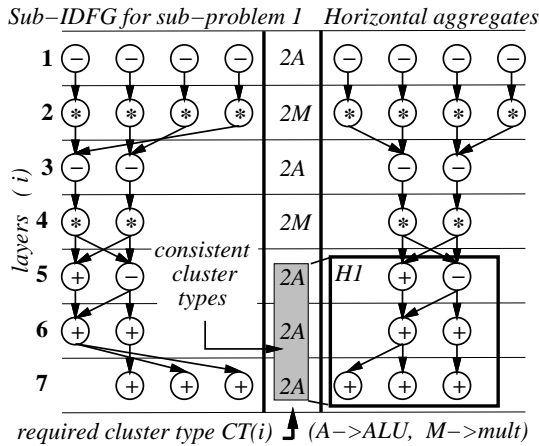 Sub−IDFG for sub−problem 1 Horizontal aggregates
1 − − − − 2A − − − −
2 * * * * 2M * * * *
3 − − 2A − −
4 * * 2M * *
layers (i)
consistent
cluster
types
5 + − 2A H1 + −
6 + + 2A + +
7 + + + 2A + + +
required cluster type CT(i) (A−>ALU, M−>mult)